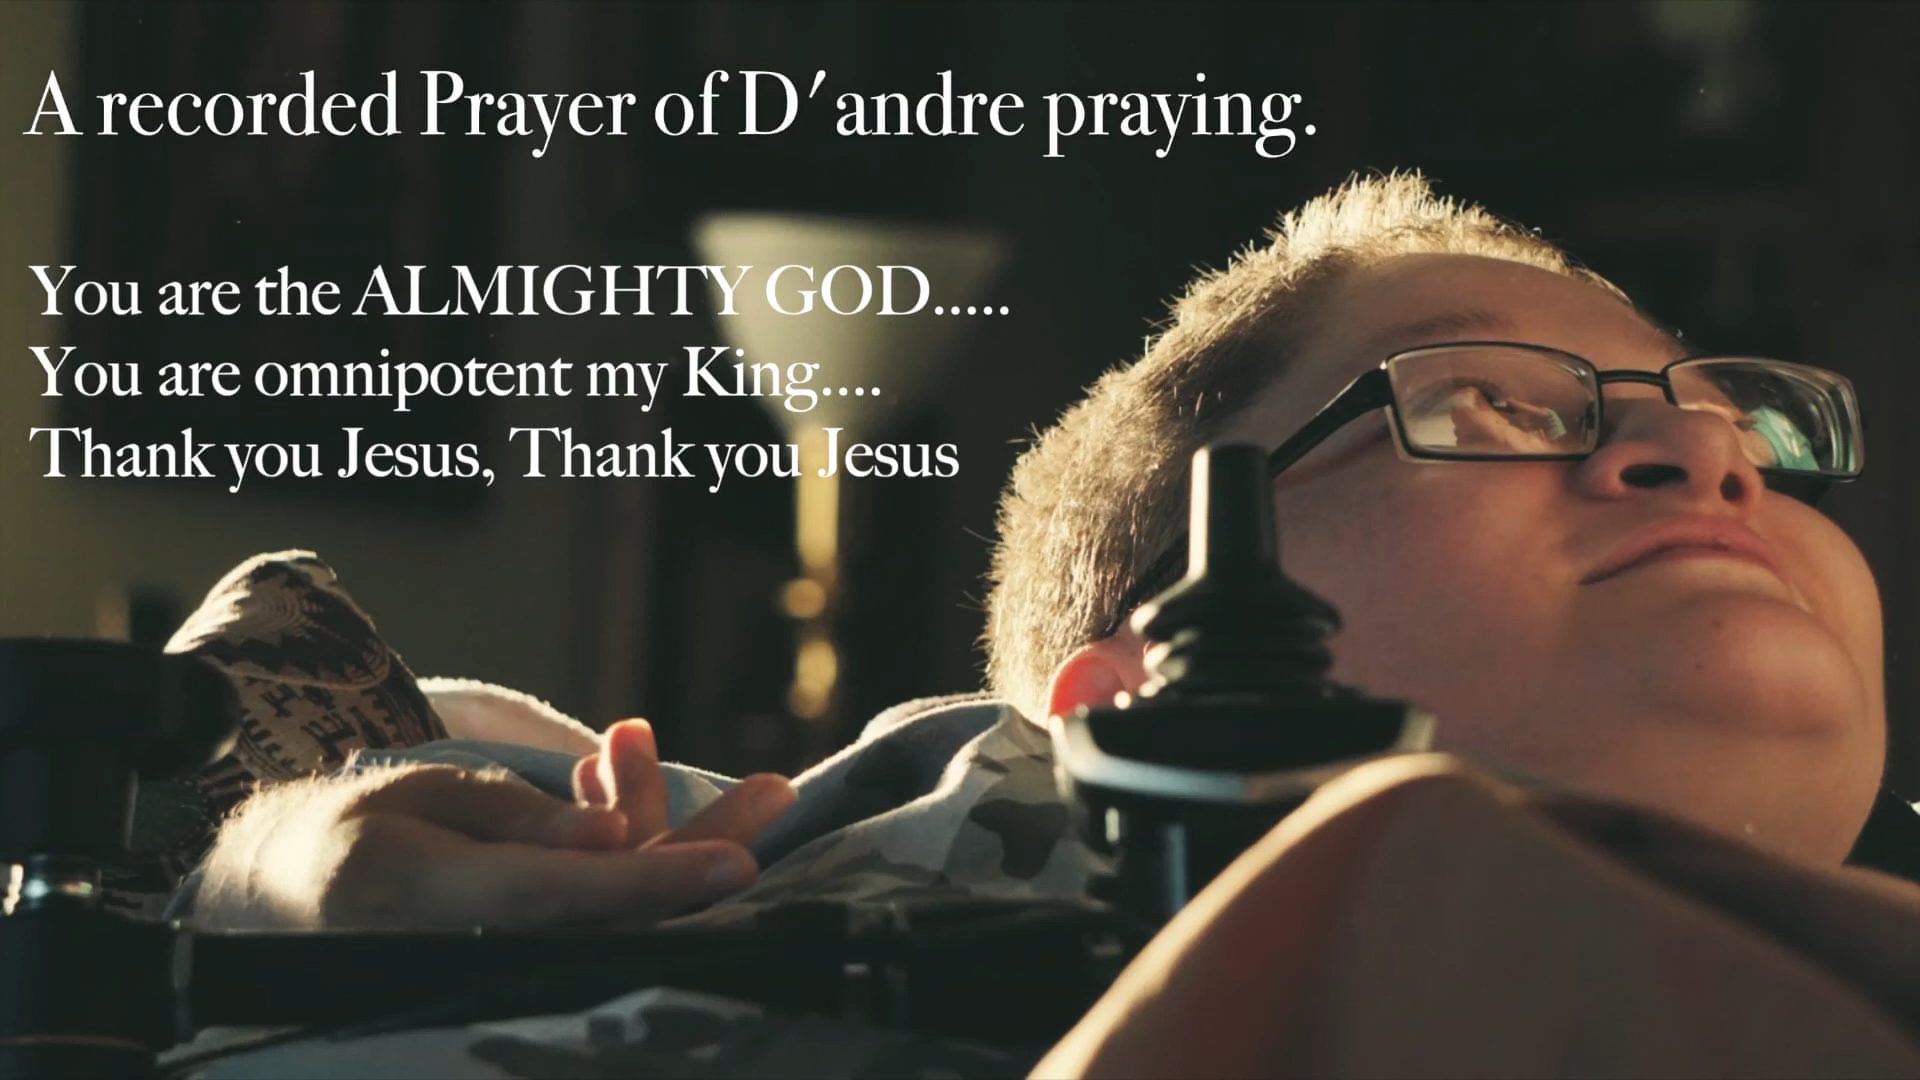 A recorded Prayer of D'andre praying.
You are the ALMIGHTY GOD.....
You are omnipotent my King....
Thank you Jesus, Thank you Jesus